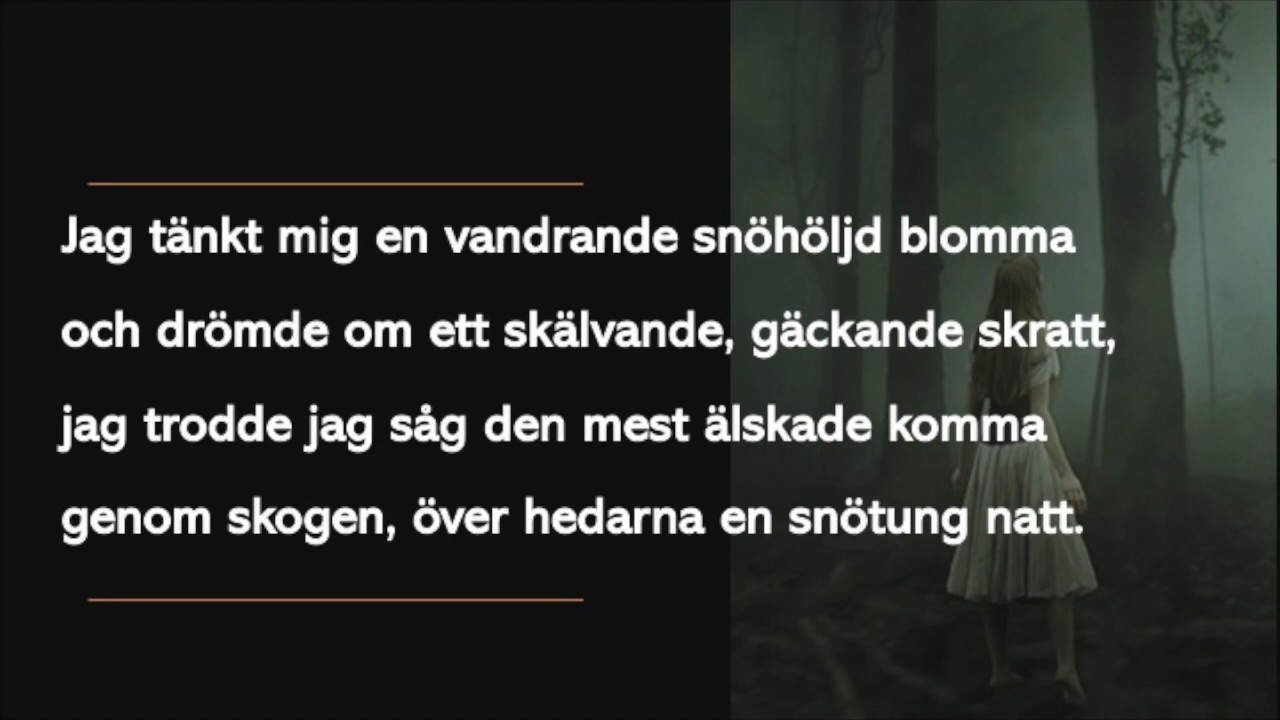 Jag tänkt mig en vandrande snöhöljd blomma
och drömde om ett skälvande, gäckande skratt,
jag trodde jag såg den mest älskade komma
genom skogen, över hedarna en snötung natt.